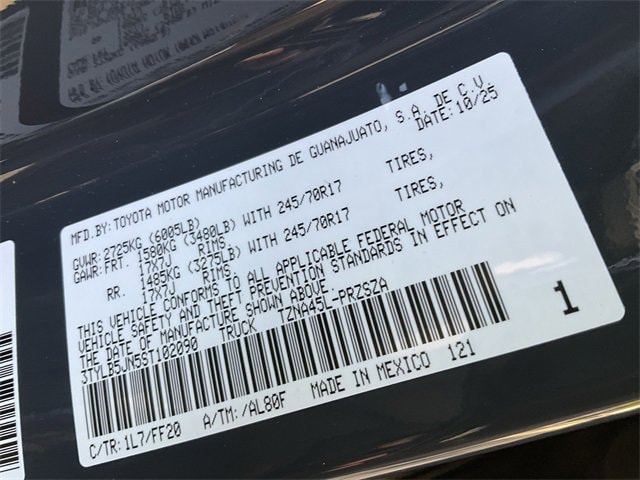 MFD.BY: TOYOTA MOTOR MANUFACTURING DE GUANAJUATO, S.A. DE C.V.
DATE: 10/25
GVWR: 2725KG (6005LB)
GAWR: FRT. 1580KG (3480LB) WITH 245/70R17 TIRES,
17X7J RIMS,
RR. 1485KG (3275LB) WITH 245/70R17 TIRES,
17X7J RIMS,
THIS VEHICLE CONFORMS TO ALL APPLICABLE FEDERAL MOTOR
VEHICLE SAFETY AND THEFT PREVENTION STANDARDS IN EFFECT ON
THE DATE OF MANUFACTURE SHOWN ABOVE
3TYLB5JN5ST102090 TRUCK TZNA45L-PRZSZA
1
C/TR: 1L7/FF20 A/TM: /AL80F MADE IN MEXICO 121